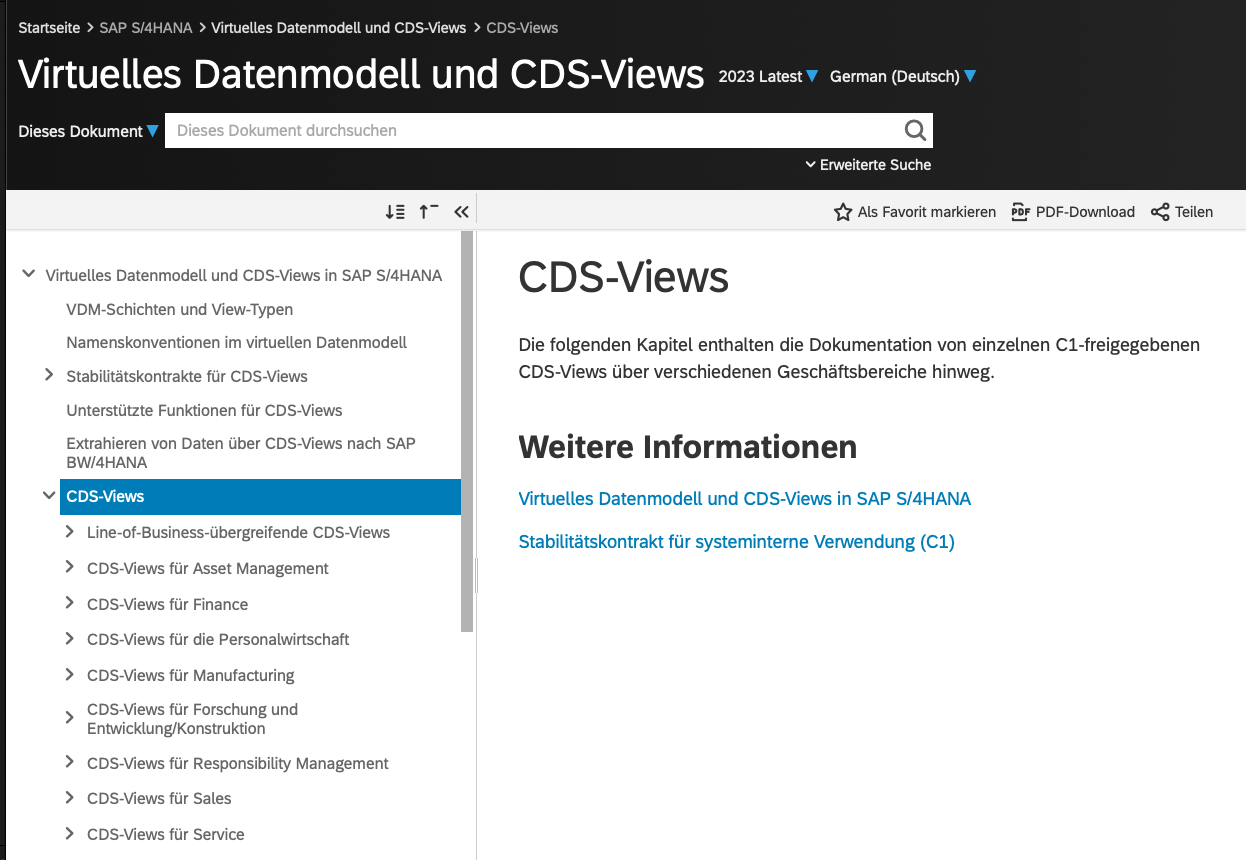 Startseite > SAP S/4HANA > Virtuelles Datenmodell und CDS-Views > CDS-Views
Virtuelles Datenmodell und CDS-Views 2023 Latest German (Deutsch)
Dieses Dokument Dieses Dokument durchsuchen
Erweiterte Suche
Als Favorit markieren PDF PDF-Download Teilen
Virtuelles Datenmodell und CDS-Views in SAP S/4HANA
VDM-Schichten und View-Typen
Namenskonventionen im virtuellen Datenmodell
Stabilitätskontrakte für CDS-Views
Unterstützte Funktionen für CDS-Views
Extrahieren von Daten über CDS-Views nach SAP
BW/4HANA
CDS-Views
Line-of-Business-übergreifende CDS-Views
CDS-Views für Asset Management
CDS-Views für Finance
CDS-Views für die Personalwirtschaft
CDS-Views für Manufacturing
CDS-Views für Forschung und
Entwicklung/Konstruktion
CDS-Views für Responsibility Management
CDS-Views für Sales
CDS-Views für Service
CDS-Views
Die folgenden Kapitel enthalten die Dokumentation von einzelnen C1-freigegebenen
CDS-Views über verschiedenen Geschäftsbereiche hinweg.
Weitere Informationen
Virtuelles Datenmodell und CDS-Views in SAP S/4HANA
Stabilitätskontrakt für systeminterne Verwendung (C1)